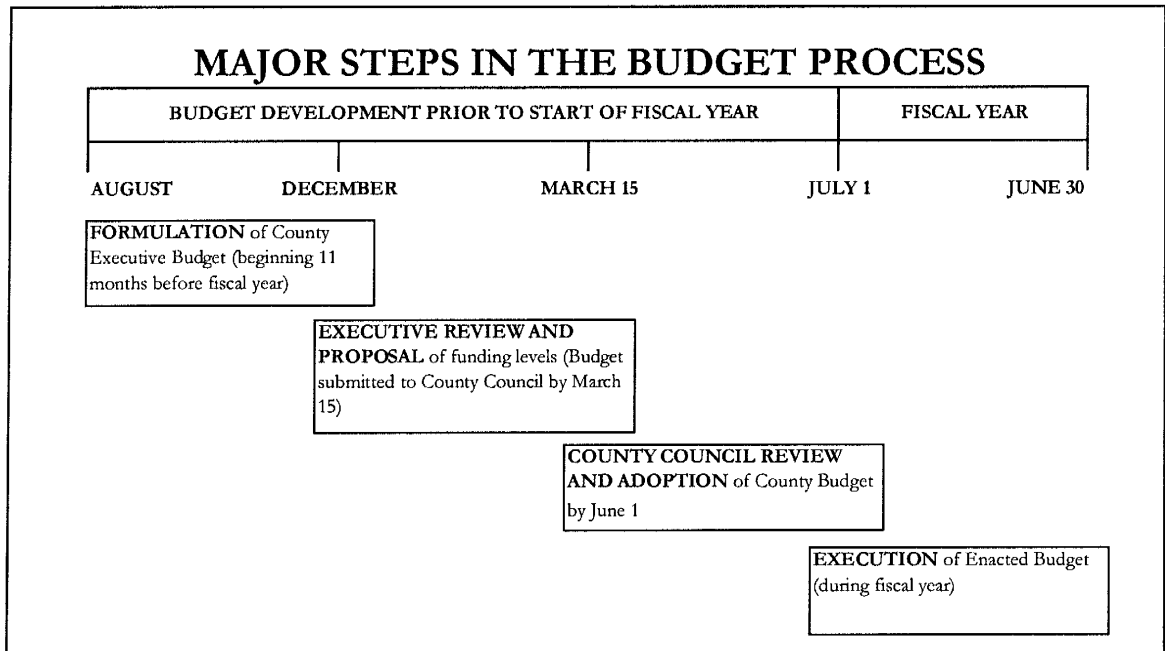 MAJOR STEPS IN THE BUDGET PROCESS
BUDGET DEVELOPMENT PRIOR TO START OF FISCAL YEAR
FISCAL YEAR
AUGUST
DECEMBER
MARCH 15
JULY 1
JUNE 30
FORMULATION of County
Executive Budget (beginning 11
months before fiscal year)
EXECUTIVE REVIEW AND
PROPOSAL of funding levels (Budget
submitted to County Council by March
15)
COUNTY COUNCIL REVIEW
AND ADOPTION of County Budget
by June 1
EXECUTION of Enacted Budget
(during fiscal year)